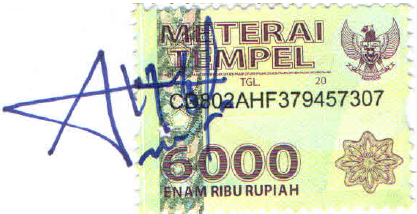 METERAI
TEMPEL
TGL. 20
CD802AHF379457307
6000
ENAM RIBU RUPIAH